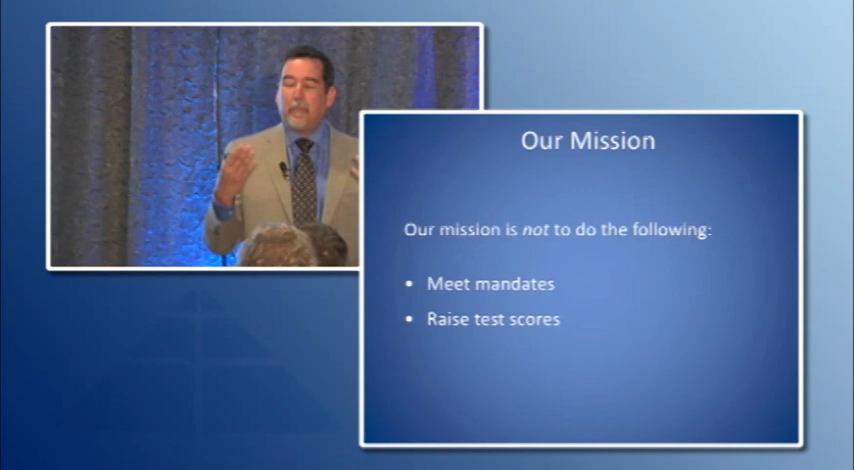 Our Mission
Our mission is not to do the following:
• Meet mandates
• Raise test scores